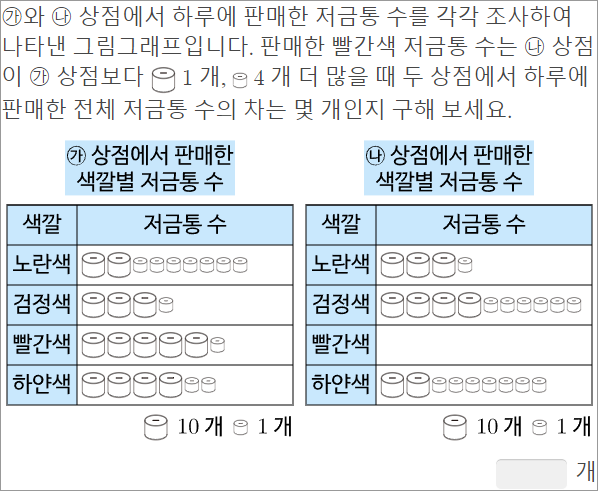 ㉮와 ㉯ 상점에서 하루에 판매한 저금통 수를 각각 조사하여
나타낸 그림그래프입니다. 판매한 빨간색 저금통 수는 ㉯ 상점
이 ㉮ 상점보다 1 개, 4 개 더 많을 때 두 상점에서 하루에
판매한 전체 저금통 수의 차는 몇 개인지 구해 보세요.
㉮ 상점에서 판매한
색깔별 저금통 수
색깔 저금통 수
노란색
검정색
빨간색
하얀색
10 개 1 개
㉯ 상점에서 판매한
색깔별 저금통 수
색깔 저금통 수
노란색
검정색
빨간색
하얀색
10 개 1 개
개